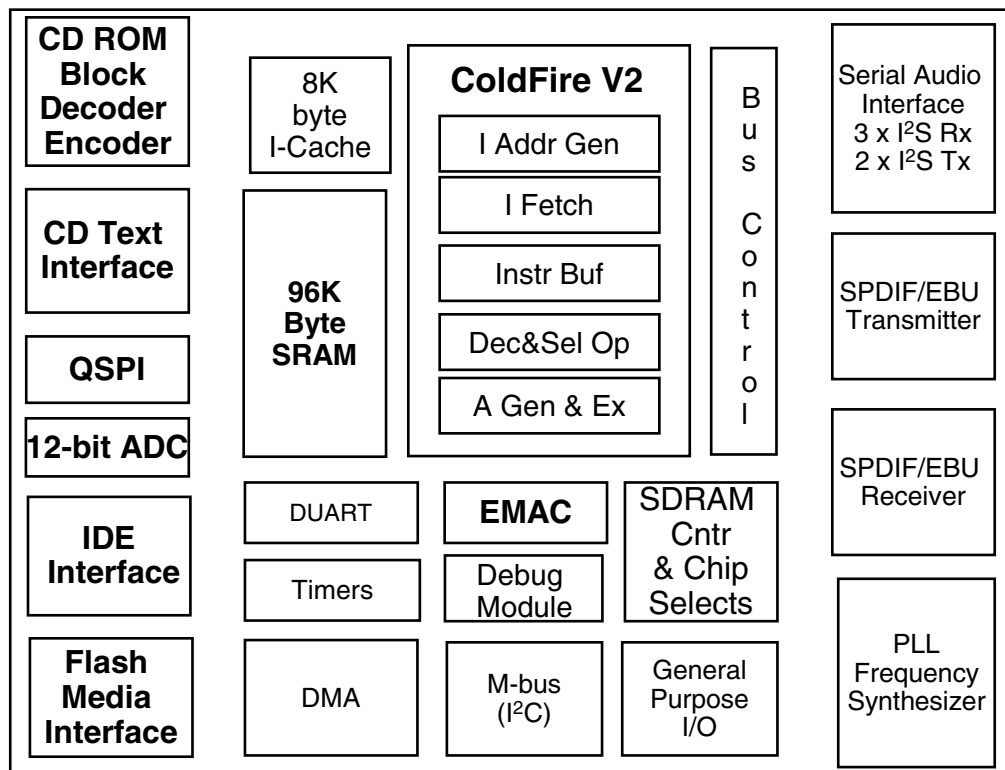 CD ROM
Block
Decoder
Encoder
CD Text
Interface
QSPI
12-bit ADC
IDE
Interface
Flash
Media
Interface
8K
byte
I-Cache
96K
Byte
SRAM
ColdFire V2
I Addr Gen
I Fetch
Instr Buf
Dec&Sel Op
A Gen & Ex
Bus Control
DUART
EMAC
SDRAM
Cntr
& Chip
Selects
Timers
Debug
Module
DMA
M-bus
(I²C)
General
Purpose
I/O
Serial Audio
Interface
3 x I²S Rx
2 x I²S Tx
SPDIF/EBU
Transmitter
SPDIF/EBU
Receiver
PLL
Frequency
Synthesizer